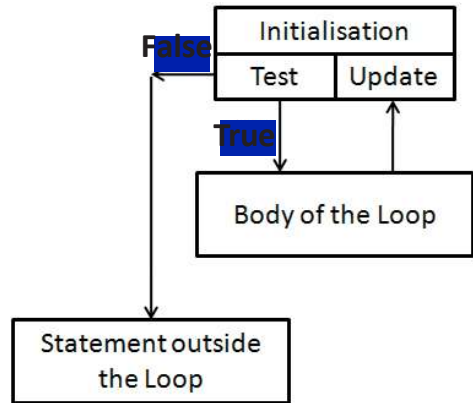 Initialisation
False
Test
Update
True
Body of the Loop
Statement outside
the Loop